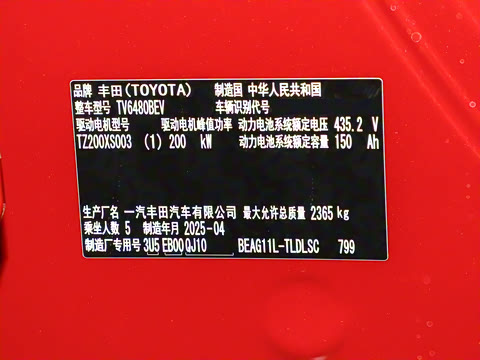 品牌 丰田(TOYOTA) 制造国 中华人民共和国
整车型号 TV6480BEV 车辆识别代号
驱动电机型号 驱动电机峰值功率 动力电池系统额定电压 435.2 V
TZ200XS003 (1) 200 kW 动力电池系统额定容量 150 Ah
生产厂名 一汽丰田汽车有限公司 最大允许总质量 2365 kg
乘坐人数 5 制造年月 2025-04
制造厂专用号 3U5 EB00 QJ10 BEAG11L-TLDLSC 799